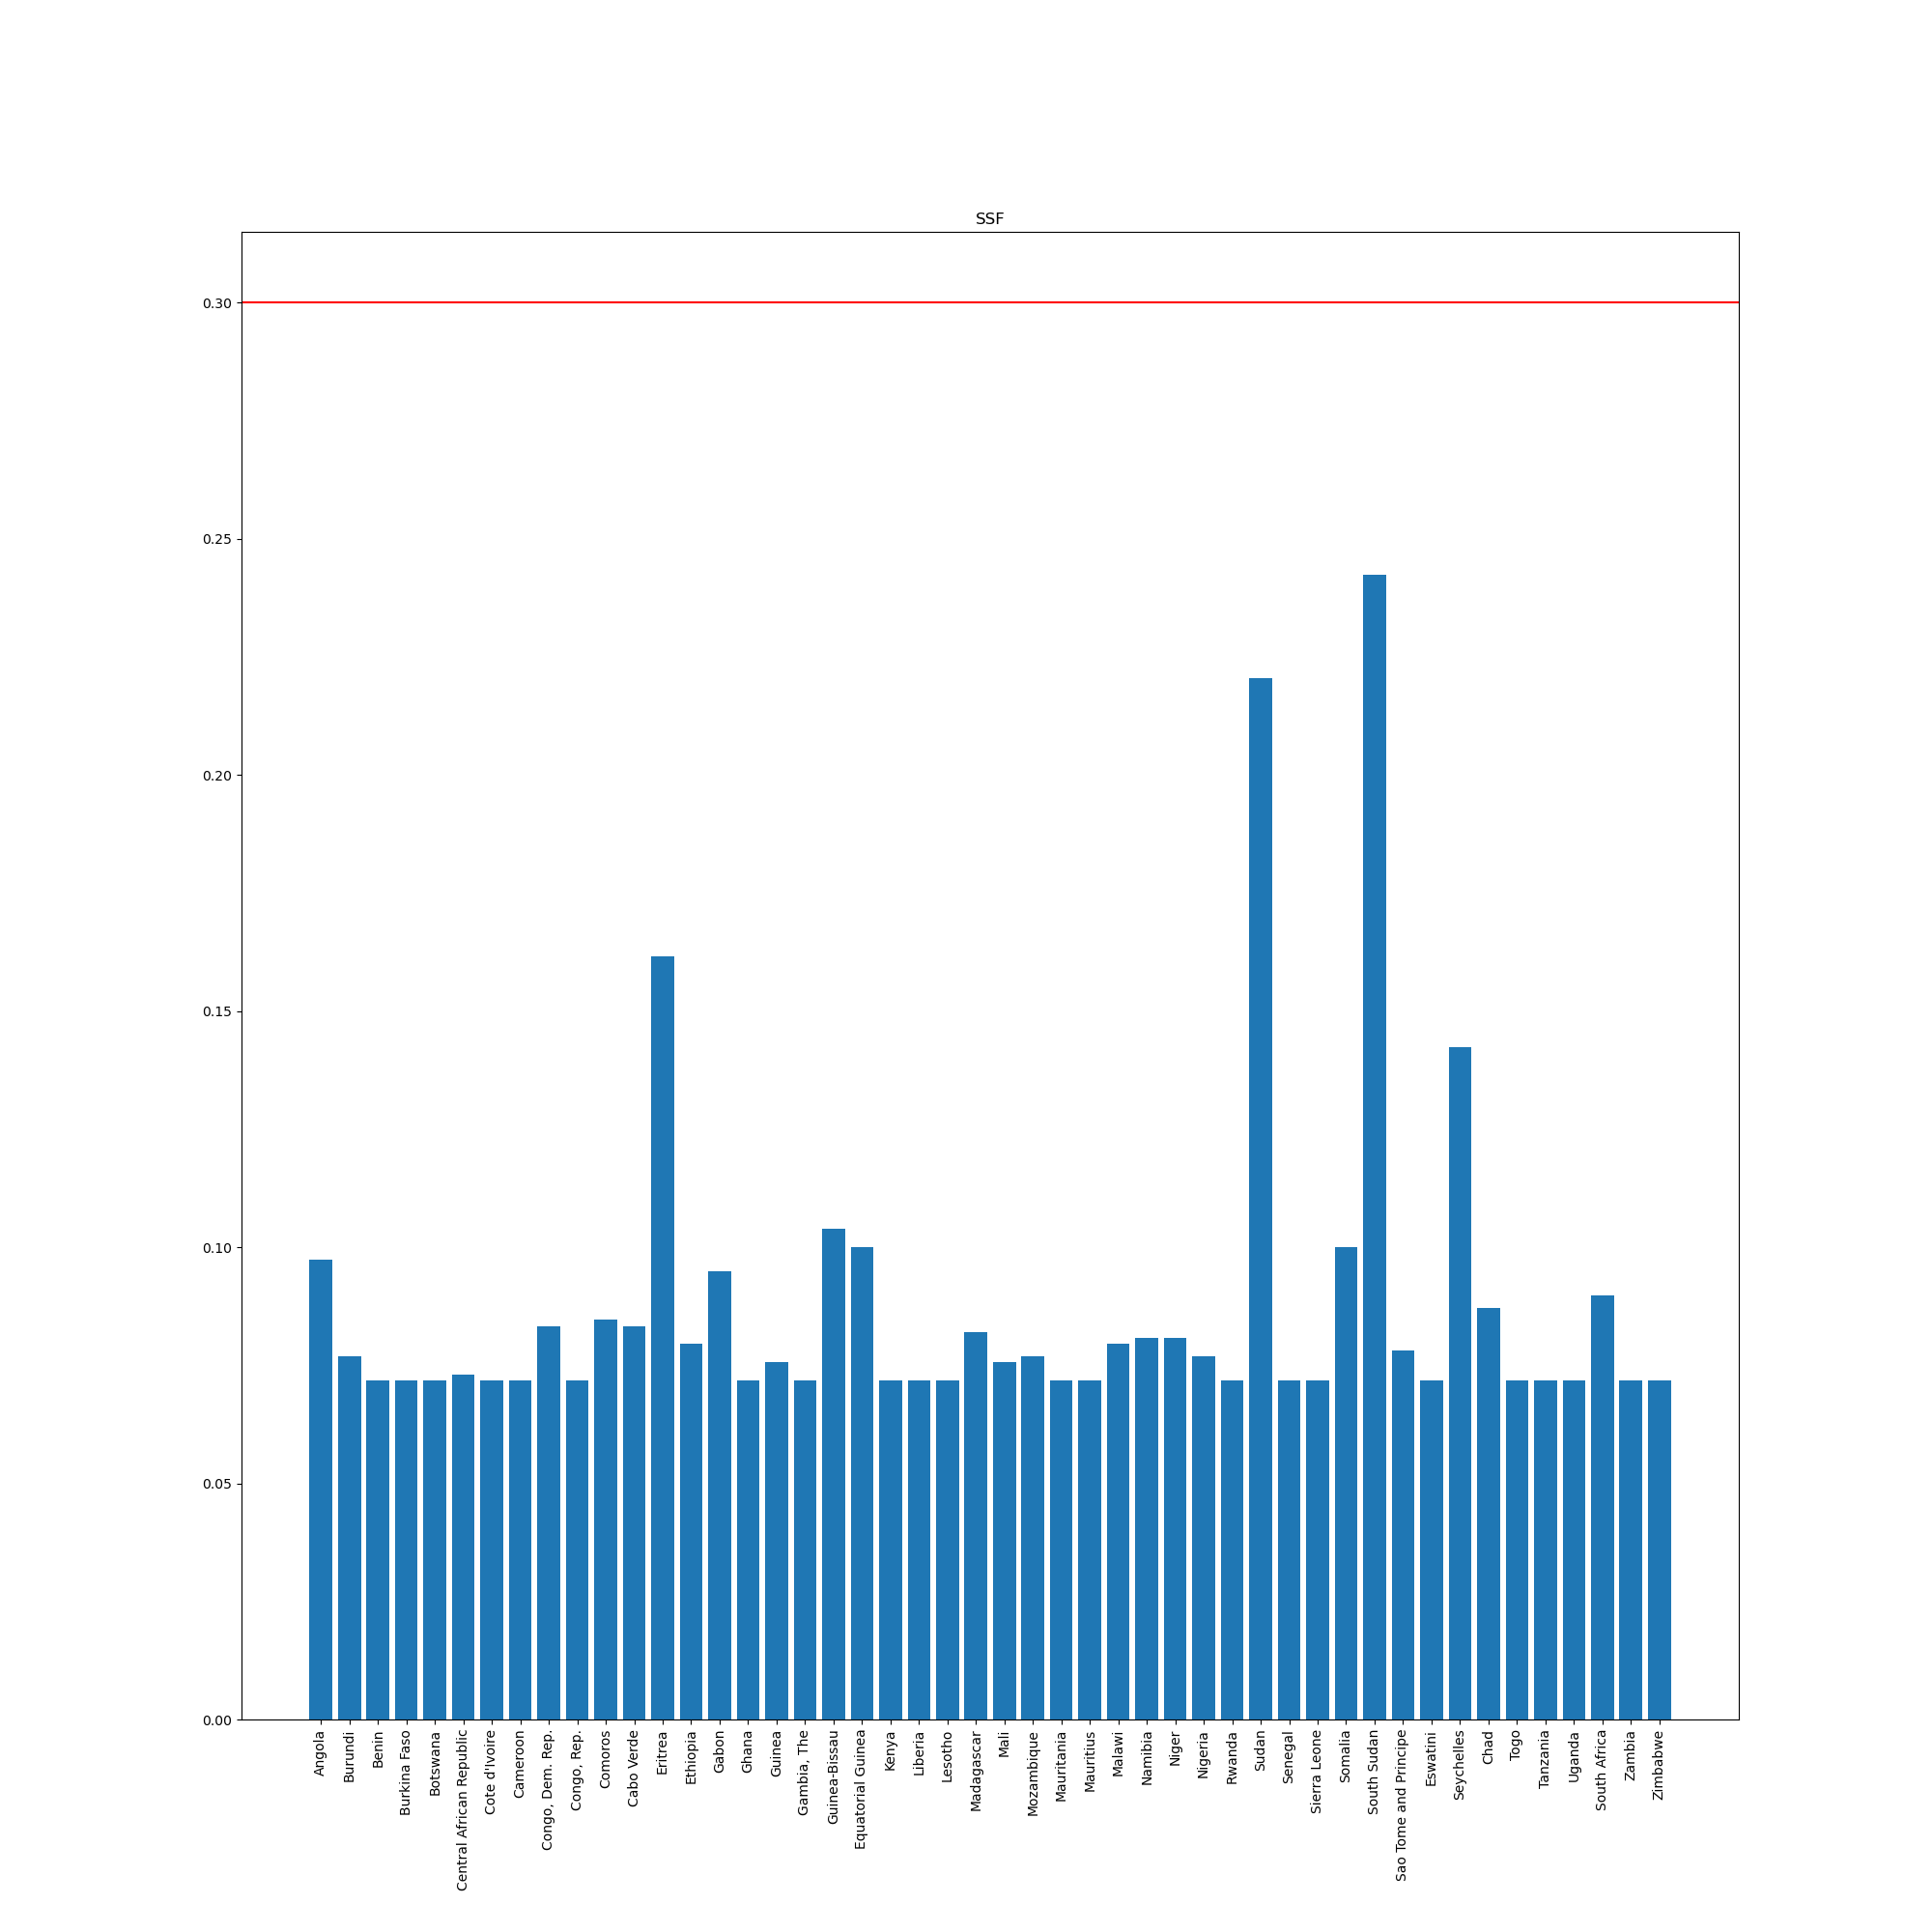 SSF
0.30
0.25
0.20
0.15
0.10
0.05
0.00
Angola
Burundi
Benin
Burkina Faso
Botswana
Central African Republic
Cote d'Ivoire
Cameroon
Congo, Dem. Rep.
Congo, Rep.
Comoros
Cabo Verde
Eritrea
Ethiopia
Gabon
Ghana
Guinea
Gambia, The
Guinea-Bissau
Equatorial Guinea
Kenya
Liberia
Lesotho
Madagascar
Mali
Mozambique
Mauritania
Mauritius
Malawi
Namibia
Niger
Nigeria
Rwanda
Sudan
Senegal
Sierra Leone
Somalia
South Sudan
Sao Tome and Principe
Eswatini
Seychelles
Chad
Togo
Tanzania
Uganda
South Africa
Zambia
Zimbabwe